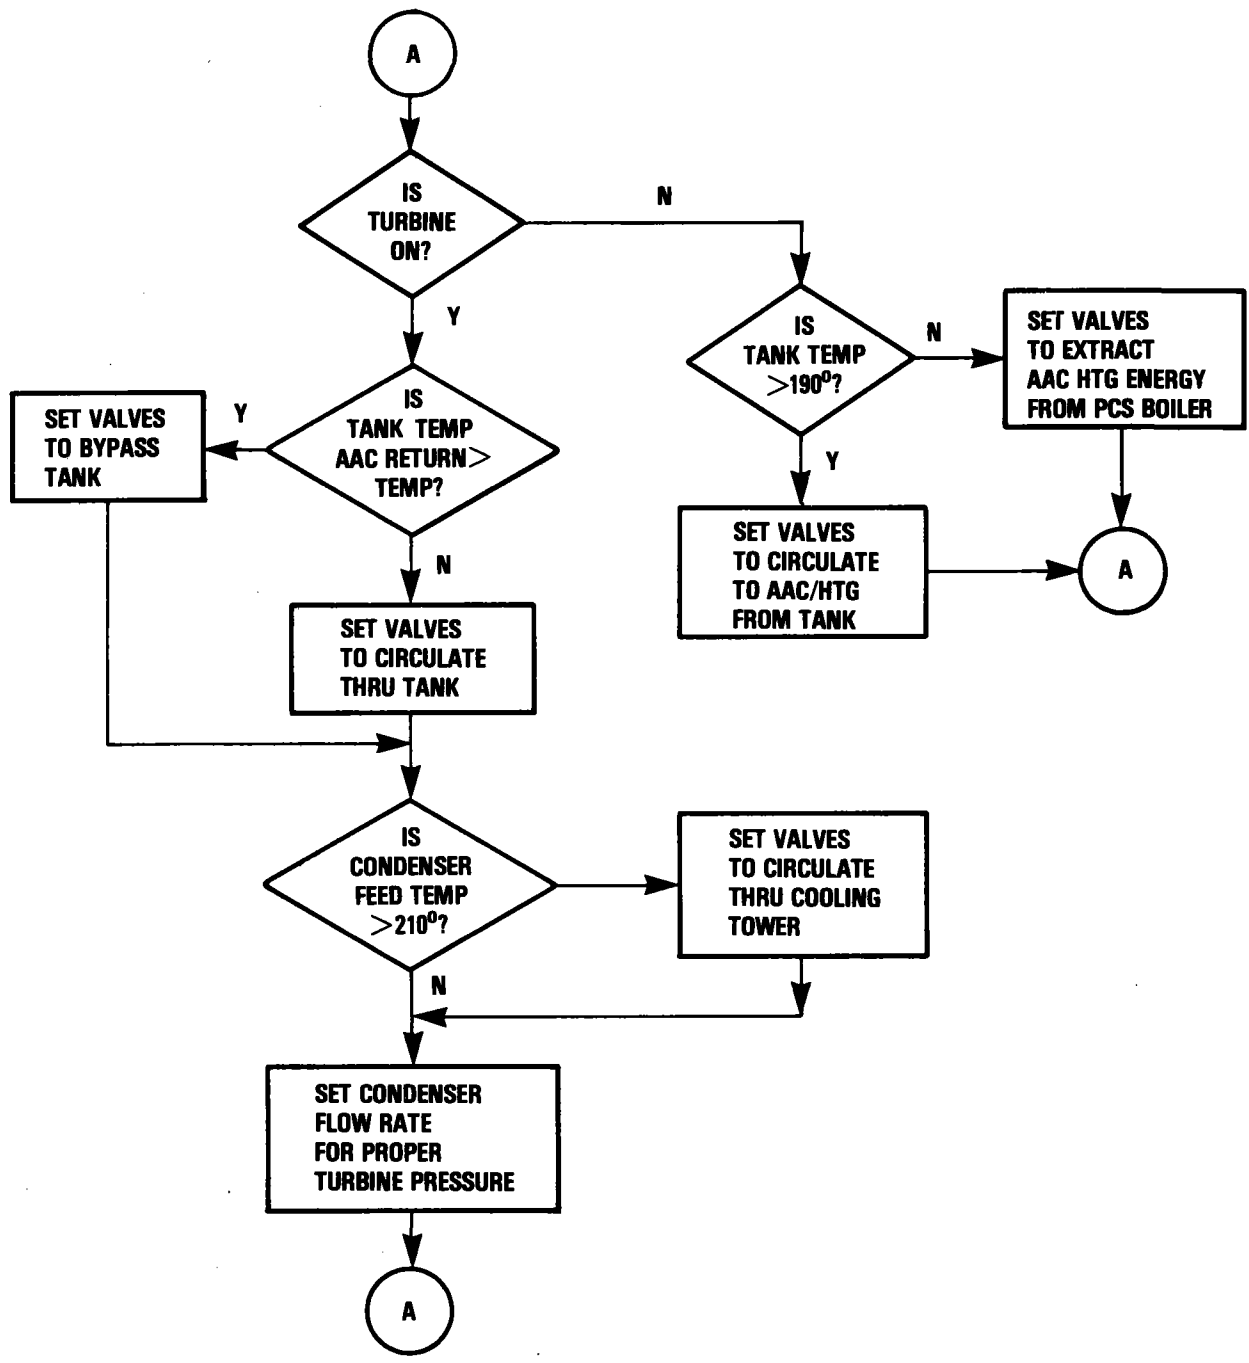 A
IS
TURBINE
ON?
N
Y
IS
TANK TEMP
>190⁰?
N
SET VALVES
TO EXTRACT
AAC HTG ENERGY
FROM PCS BOILER
Y
SET VALVES
TO CIRCULATE
TO AAC/HTG
FROM TANK
A
IS
TANK TEMP
AAC RETURN >
TEMP?
Y
SET VALVES
TO BYPASS
TANK
N
SET VALVES
TO CIRCULATE
THRU TANK
IS
CONDENSER
FEED TEMP
>210⁰?
SET VALVES
TO CIRCULATE
THRU COOLING
TOWER
N
SET CONDENSER
FLOW RATE
FOR PROPER
TURBINE PRESSURE
A